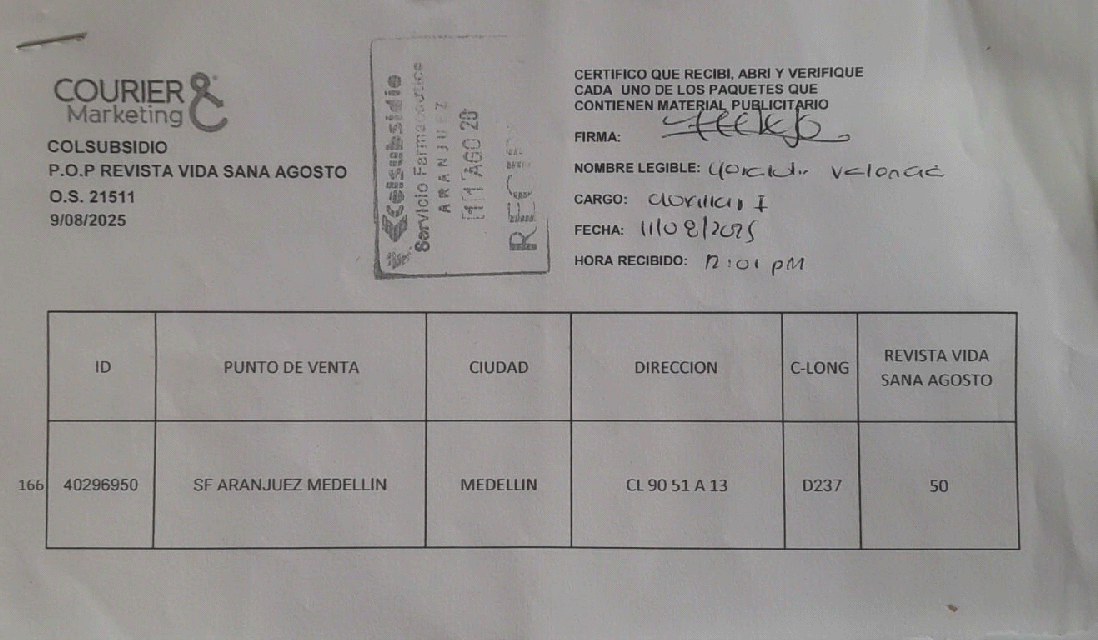 COURIER &
Marketing
COLSUBSIDIO
P.O.P REVISTA VIDA SANA AGOSTO
O.S. 21511
9/08/2025
colsubsidio
Servicio Farmacéutico
ARANJUEZ
11 AGO 20
CERTIFICO QUE RECIBI, ABRI Y VERIFIQUE
CADA UNO DE LOS PAQUETES QUE
CONTIENEN MATERIAL PUBLICITARIO
FIRMA:
NOMBRE LEGIBLE:
CARGO: I
FECHA: 11/08/2025
HORA RECIBIDO: 12:01 PM
ID PUNTO DE VENTA CIUDAD DIRECCION C-LONG REVISTA VIDA
SANA AGOSTO
166 40296950 SF ARANJUEZ MEDELLIN MEDELLIN CL 90 51 A 13 D237 50